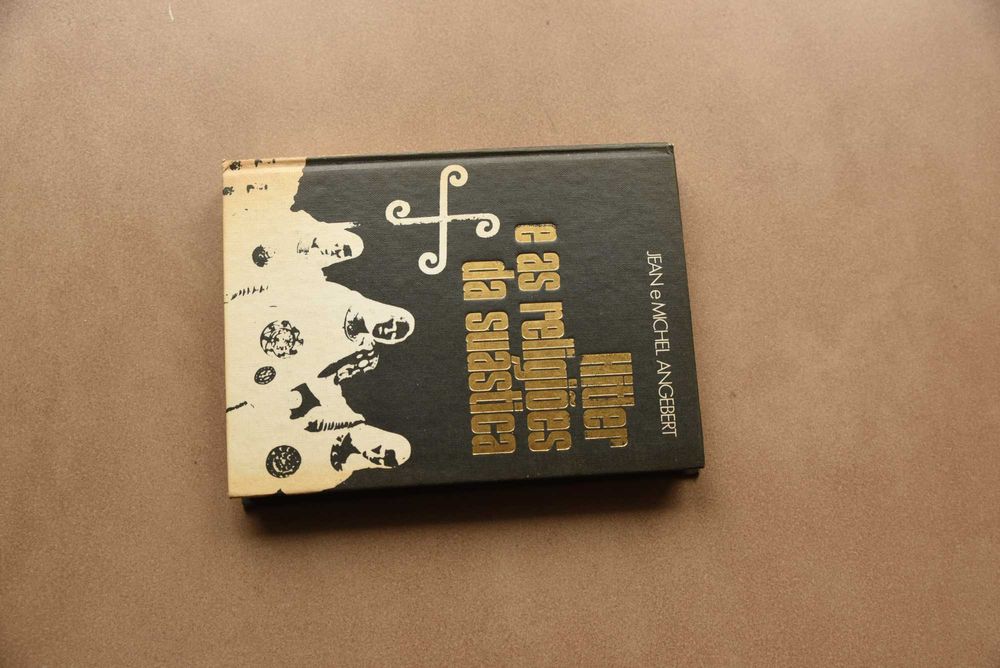 JEAN e MICHEL ANGEBERT
Hitler
e as religiões
da suástica